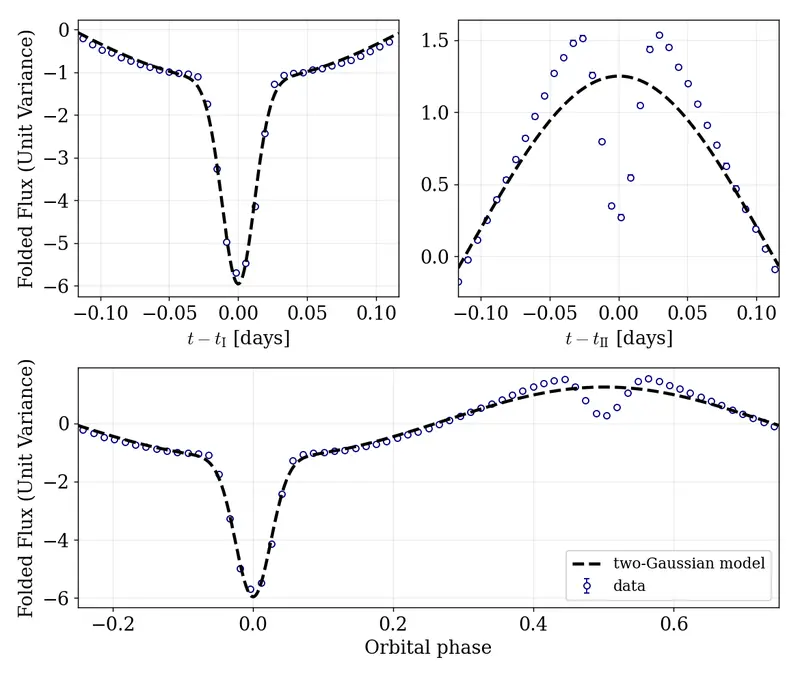 Folded Flux (Unit Variance)
0
−1
−2
−3
−4
−5
−6
−0.10 −0.05 0.00 0.05 0.10
t − tI [days]
1.5
1.0
0.5
0.0
−0.10 −0.05 0.00 0.05 0.10
t − tII [days]
Folded Flux (Unit Variance)
0
−2
−4
−6
−0.2 0.0 0.2 0.4 0.6
Orbital phase
two-Gaussian model
data